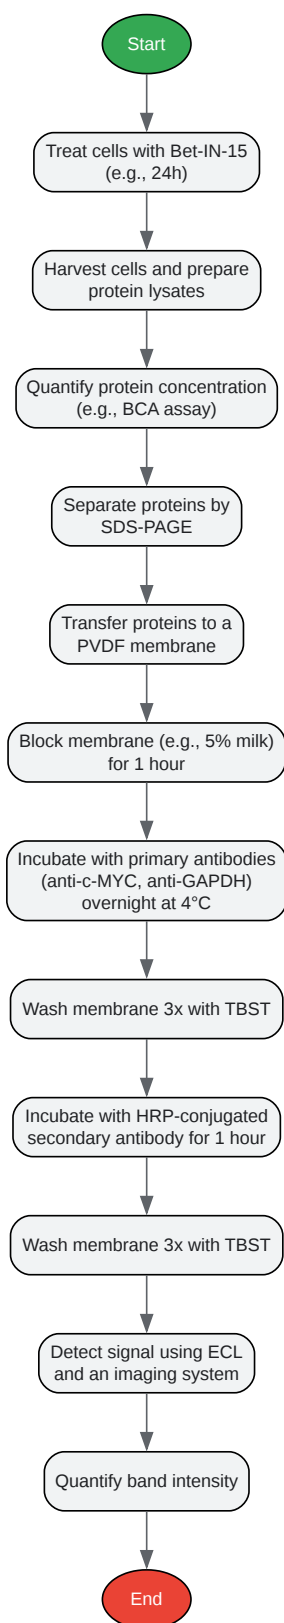 Start
Treat cells with Bet-IN-15
(e.g., 24h)
Harvest cells and prepare
protein lysates
Quantify protein concentration
(e.g., BCA assay)
Separate proteins by
SDS-PAGE
Transfer proteins to a
PVDF membrane
Block membrane (e.g., 5% milk)
for 1 hour
Incubate with primary antibodies
(anti-c-MYC, anti-GAPDH)
overnight at 4°C
Wash membrane 3x with TBST
Incubate with HRP-conjugated
secondary antibody for 1 hour
Wash membrane 3x with TBST
Detect signal using ECL
and an imaging system
Quantify band intensity
End